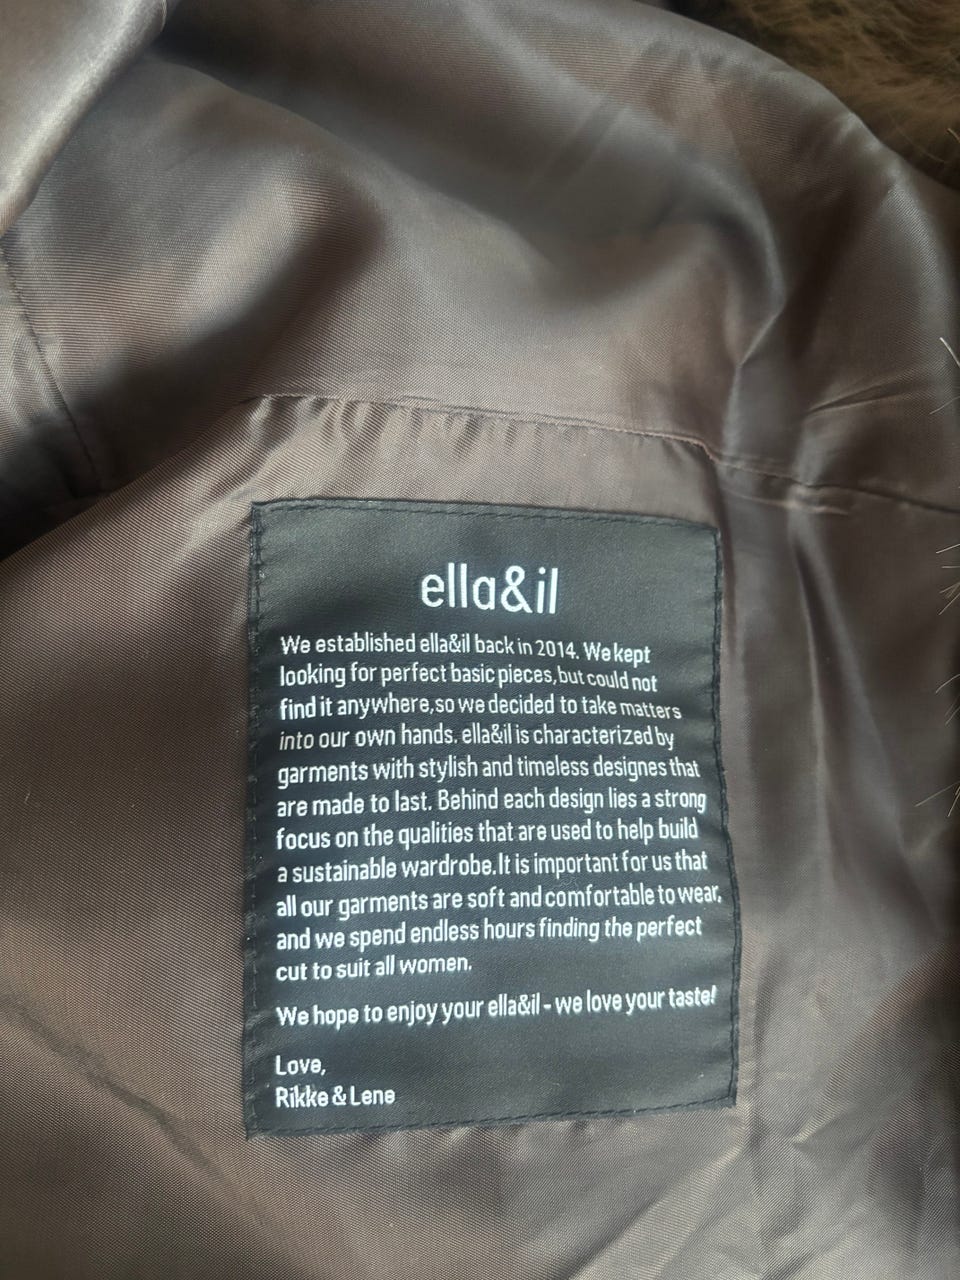 ella&il
We established ella&il back in 2014. We kept
looking for perfect basic pieces, but could not
find it anywhere, so we decided to take matters
into our own hands. ella&il is characterized by
garments with stylish and timeless designes that
are made to last. Behind each design lies a strong
focus on the qualities that are used to help build
a sustainable wardrobe. It is important for us that
all our garments are soft and comfortable to wear,
and we spend endless hours finding the perfect
cut to suit all women.
We hope to enjoy your ella&il - we love your taste!
Love,
Rikke & Lene